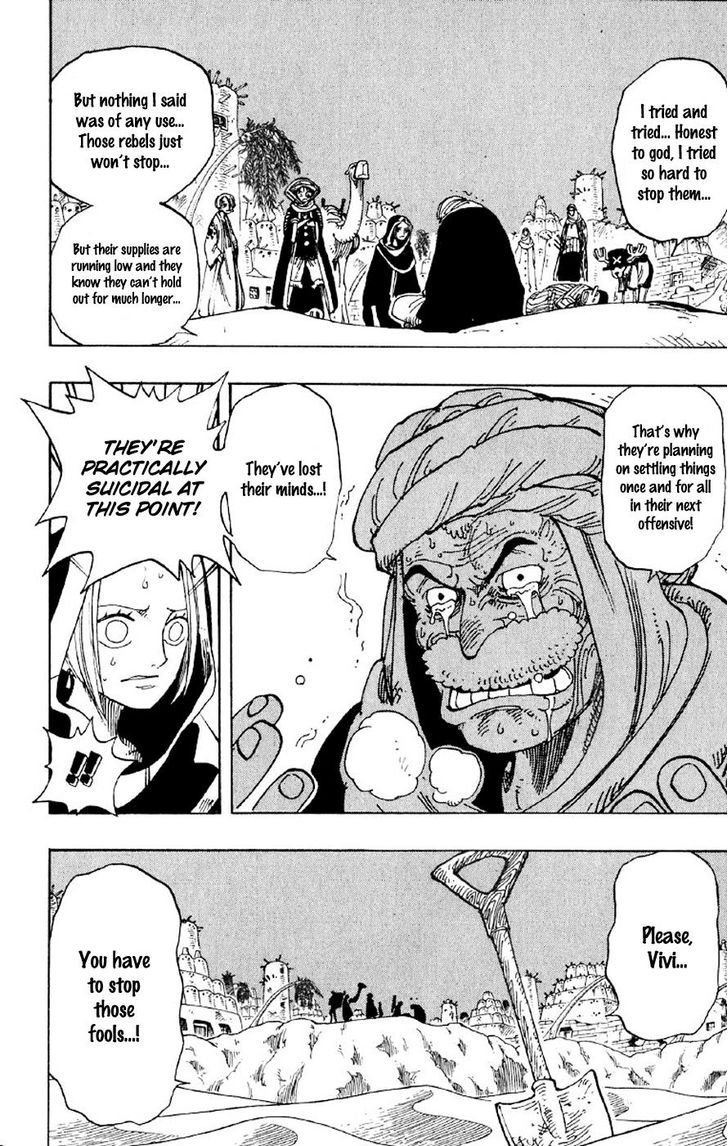 I tried and
tried... Honest
to god, I tried
so hard to
stop them...
But nothing I said
was of any use...
Those rebels just
won't stop...
But their supplies are
running low and they
know they can't hold
out for much longer...
That's why
they're planning
on settling things
once and for all
in their next
offensive!
They've lost
their minds...!
THEY'RE
PRACTICALLY
SUICIDAL AT
THIS POINT!
!!
Please,
Vivi...
You have
to stop
those
fools...!